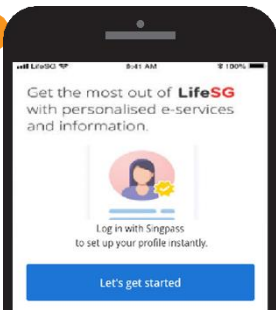 LifeSG 9:41 AM 100%
Get the most out of LifeSG
with personalised e-services
and information.
Log in with Singpass
to set up your profile instantly.
Let's get started